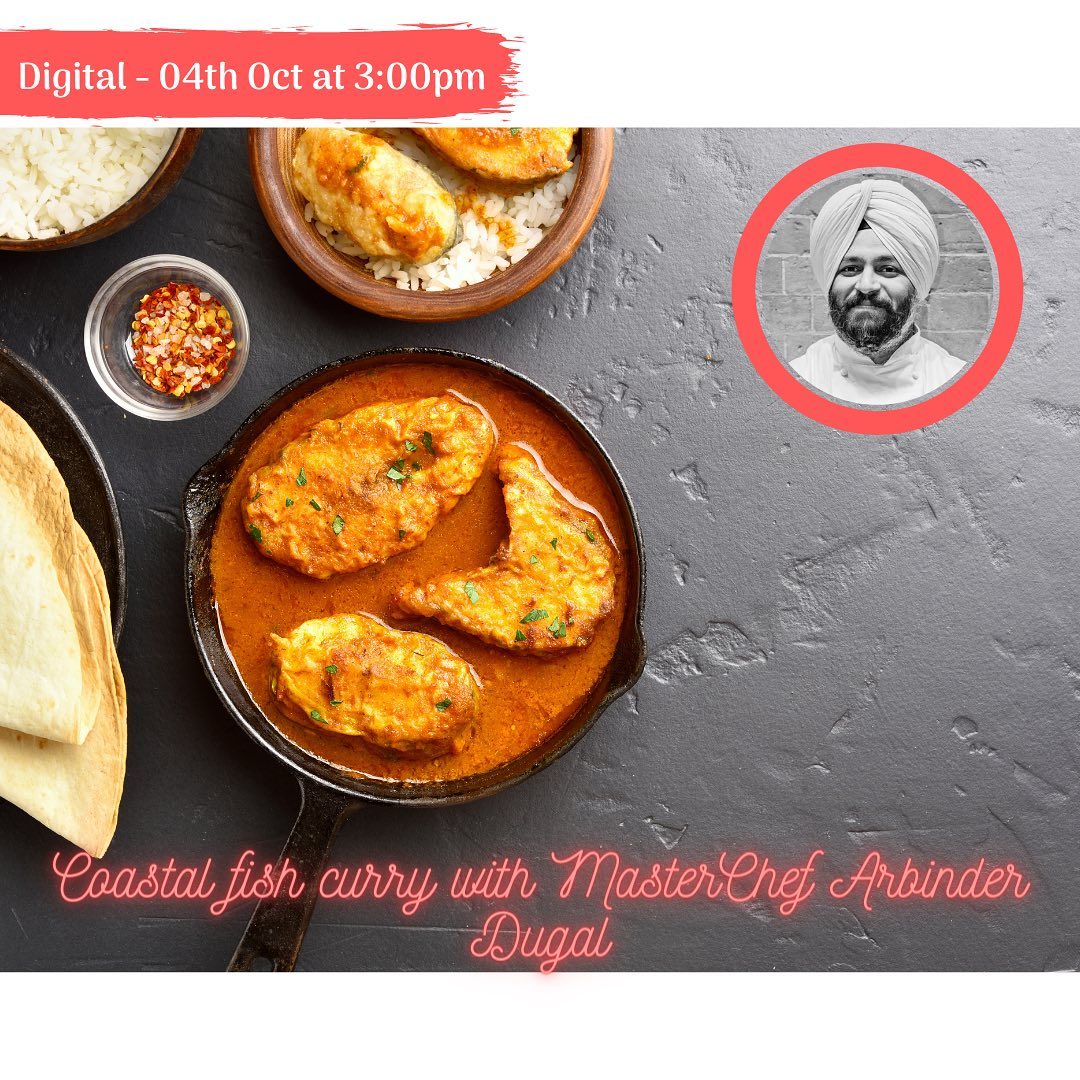 Digital - 04th Oct at 3:00pm
Coastal fish curry with MasterChef Arbinder
Dugal